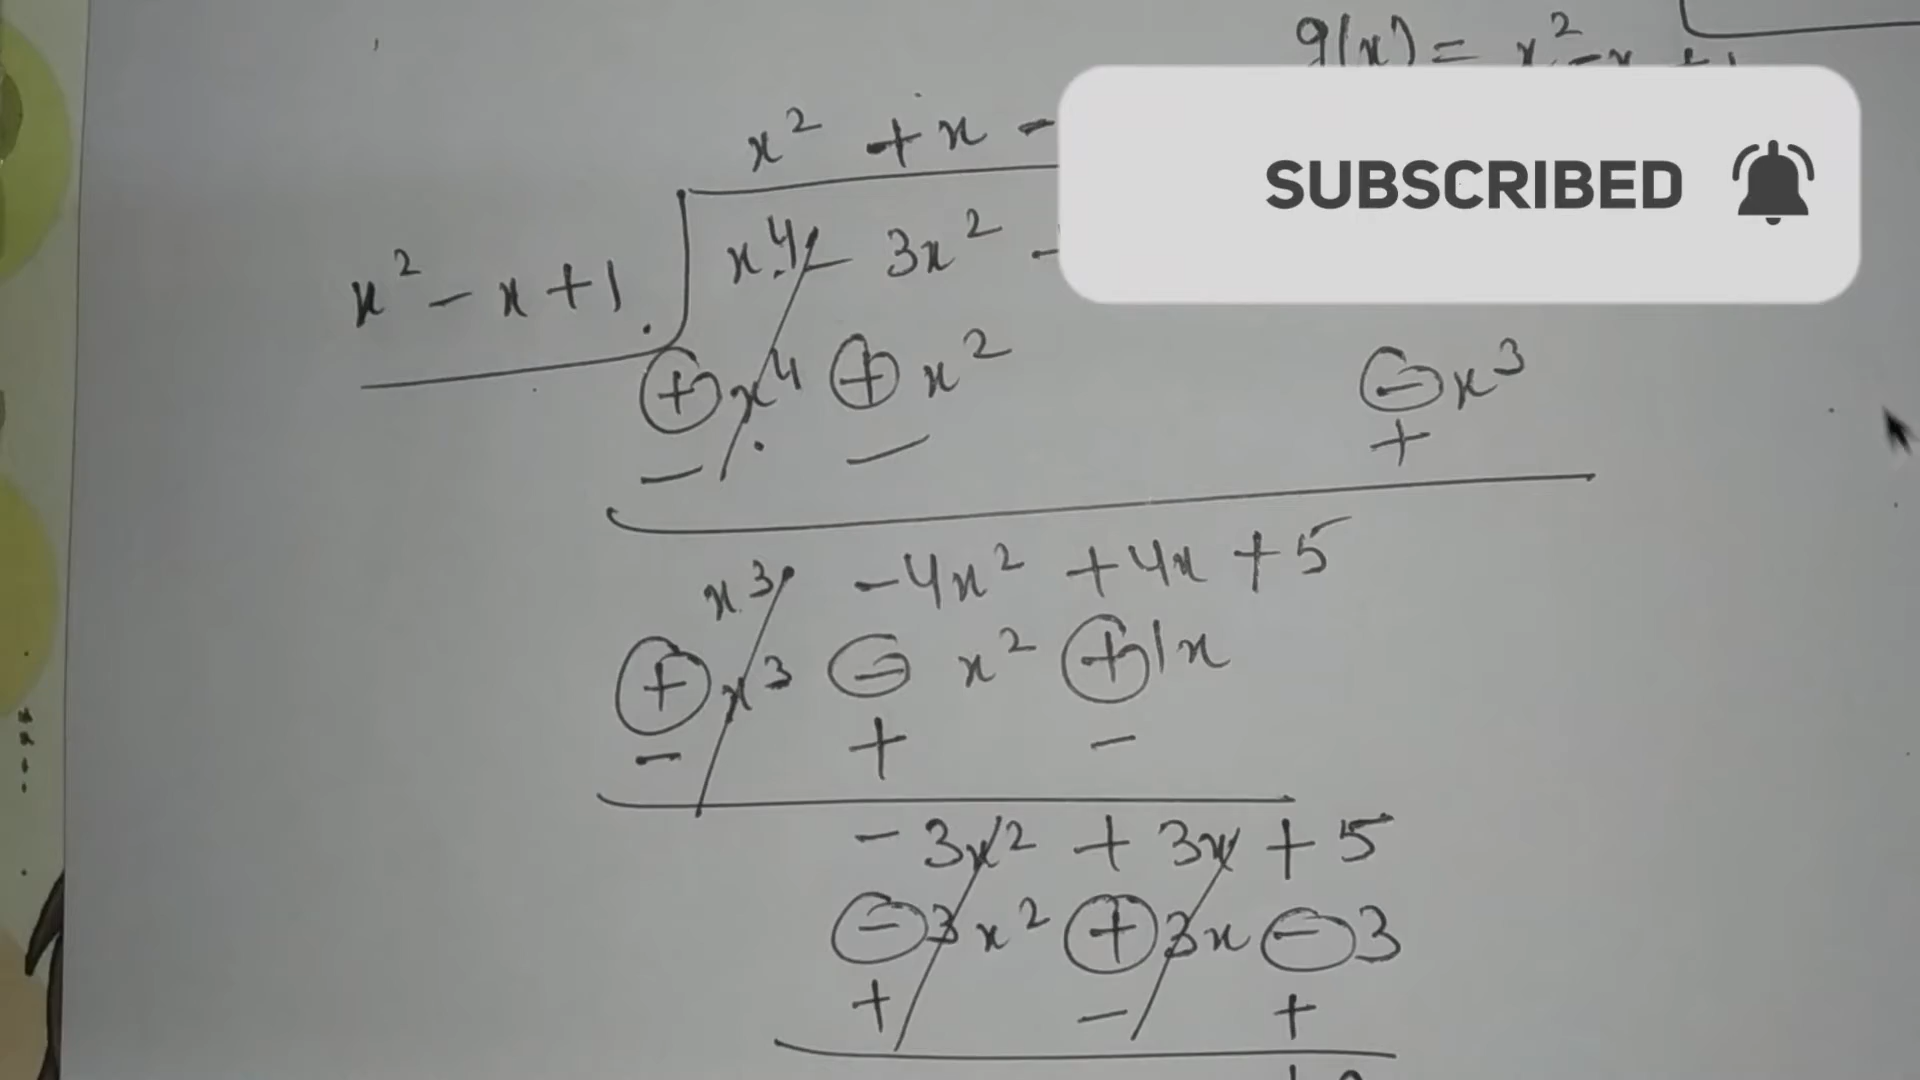 g(x) = x² - x + 1
x² + x -
SUBSCRIBED
x² - x + 1
x⁴ - 3x² -
⊕ x⁴ ⊕ x² ⊖ x³
- - +
x³ - 4x² + 4x + 5
⊕ x³ ⊖ x² ⊕ 1x
- + -
- 3x² + 3x + 5
⊖ 3x² ⊕ 3x ⊖ 3
+ - +